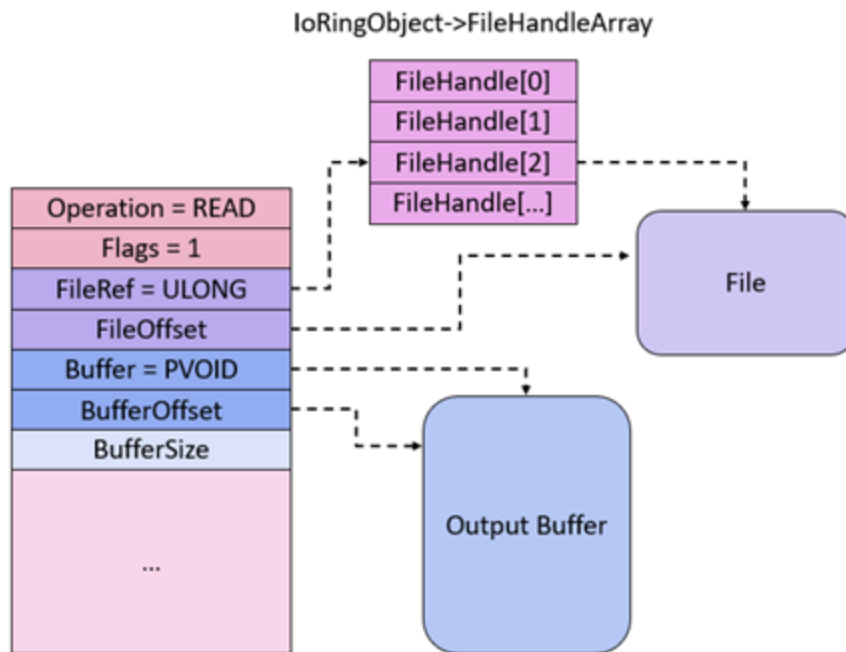 IoRingObject->FileHandleArray
FileHandle[0]
FileHandle[1]
FileHandle[2]
FileHandle[...]
Operation = READ
Flags = 1
FileRef = ULONG
FileOffset
Buffer = PVOID
BufferOffset
BufferSize
...
File
Output Buffer